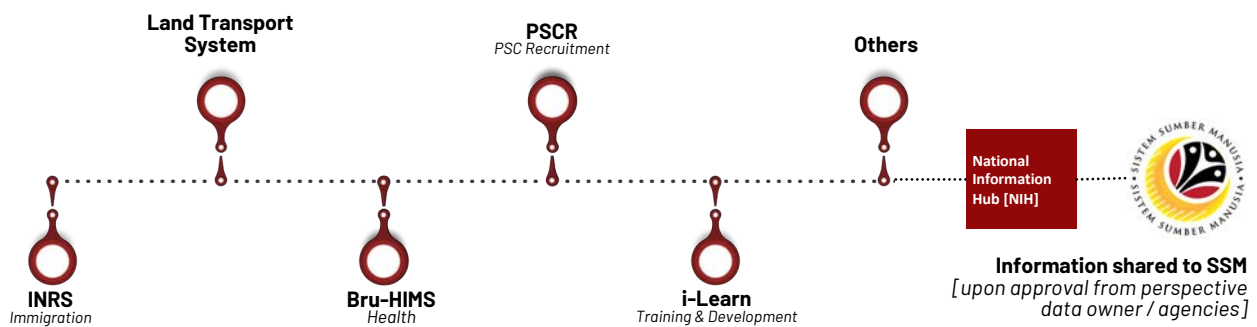 Land Transport
System
PSCR
PSC Recruitment
Others
National
Information
Hub [NIH]
SISTEM SUMBER MANUSIA
SISTEM SUMBER MANUSIA
INRS
Immigration
Bru-HIMS
Health
i-Learn
Training & Development
Information shared to SSM
[upon approval from perspective
data owner / agencies]